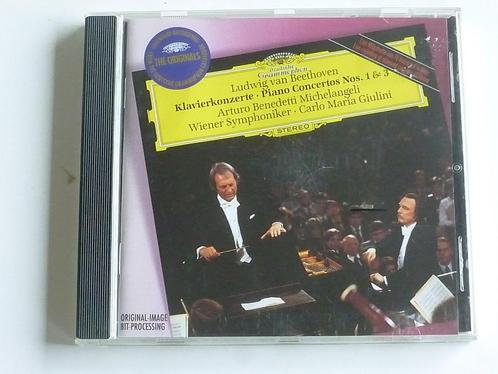 THE ORIGINALS
Deutsche
Grammophon
Ludwig van Beethoven
Klavierkonzerte · Piano Concertos Nos. 1 & 3
Arturo Benedetti Michelangeli
Wiener Symphoniker · Carlo Maria Giulini
STEREO
ORIGINAL-IMAGE
BIT-PROCESSING